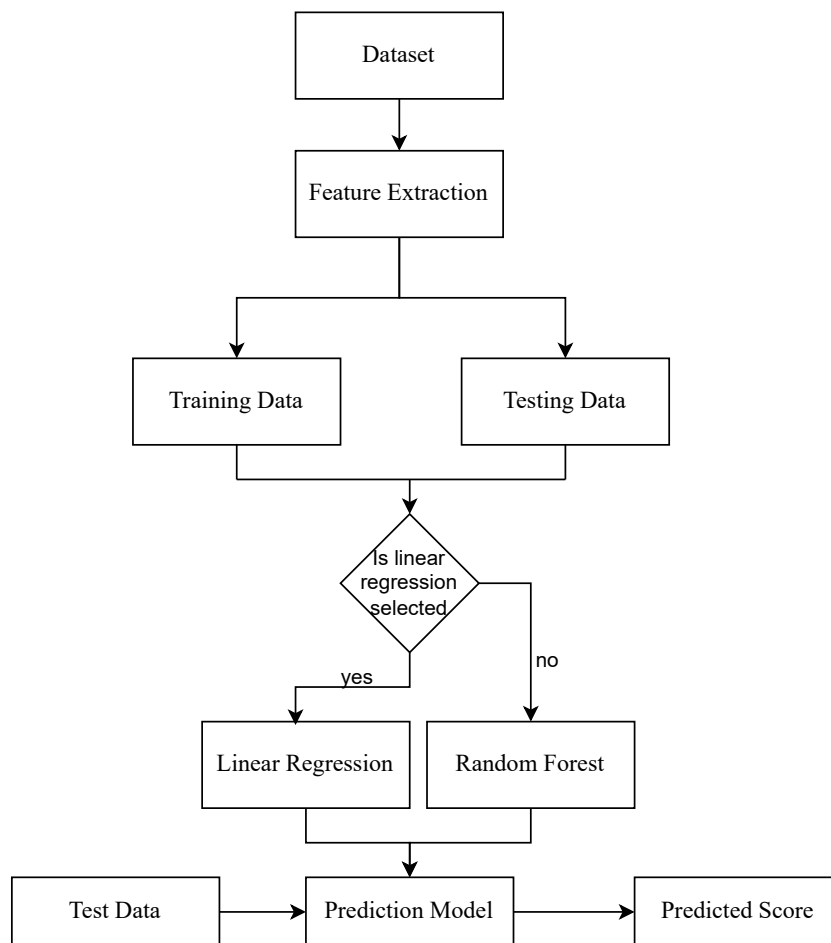 Dataset
Feature Extraction
Training Data
Testing Data
Is linear
regression
selected
yes
no
Linear Regression
Random Forest
Test Data
Prediction Model
Predicted Score